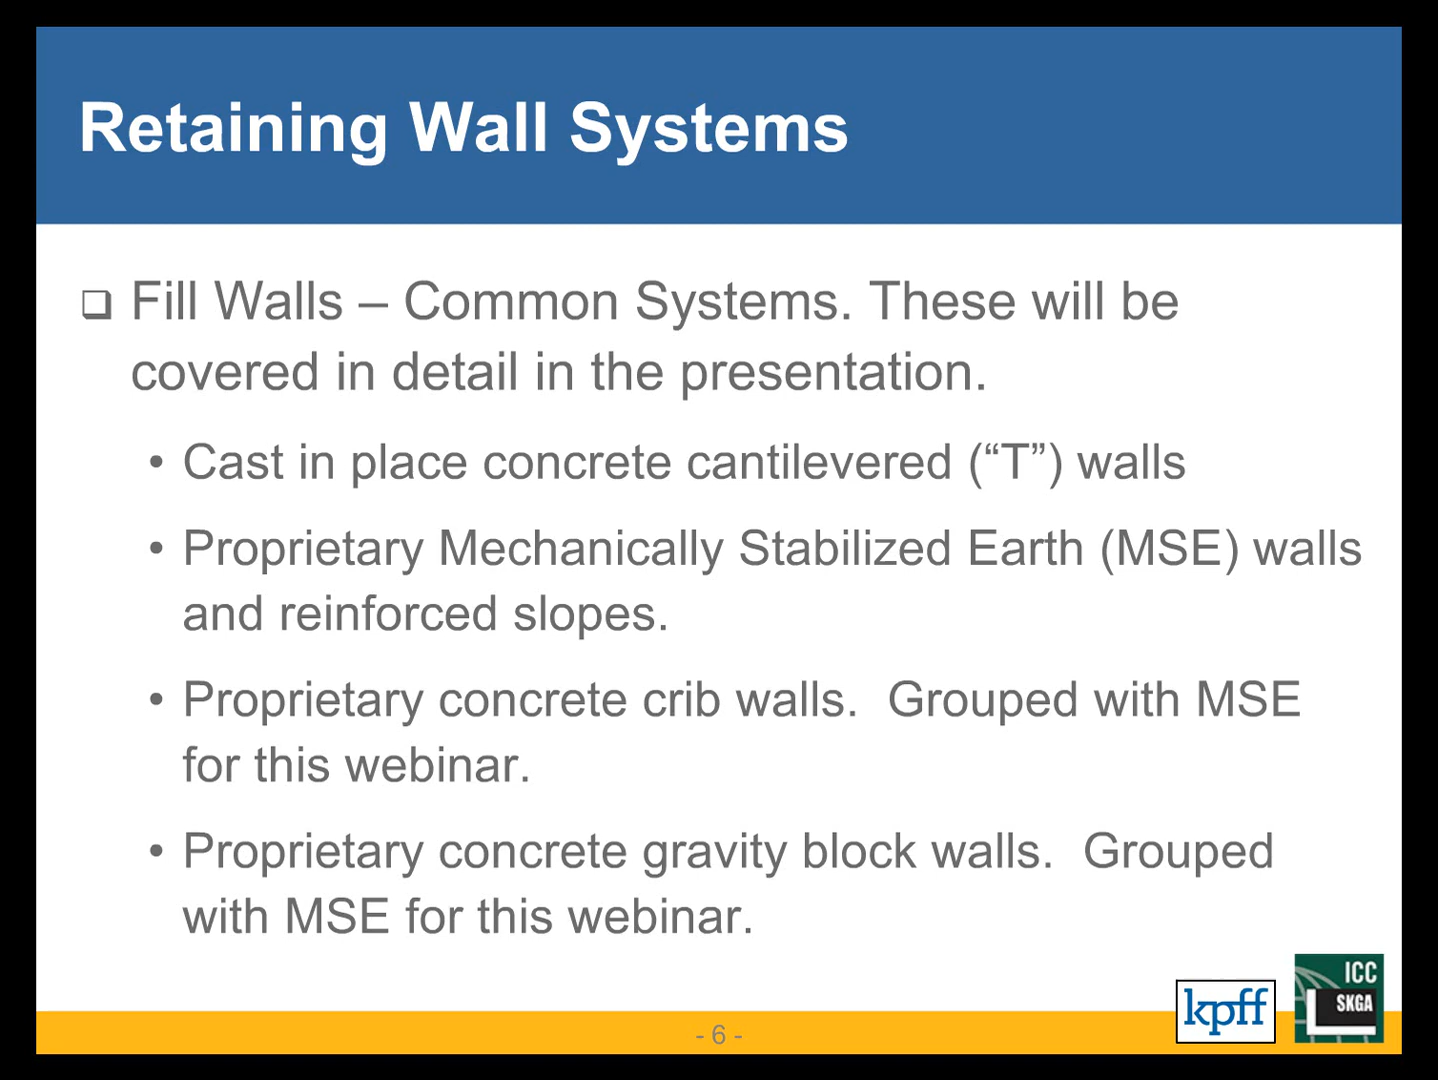 Retaining Wall Systems
❑ Fill Walls – Common Systems. These will be
covered in detail in the presentation.
• Cast in place concrete cantilevered (“T”) walls
• Proprietary Mechanically Stabilized Earth (MSE) walls
and reinforced slopes.
• Proprietary concrete crib walls.  Grouped with MSE
for this webinar.
• Proprietary concrete gravity block walls.  Grouped
with MSE for this webinar.
ICC
SKGA
kpff
- 6 -